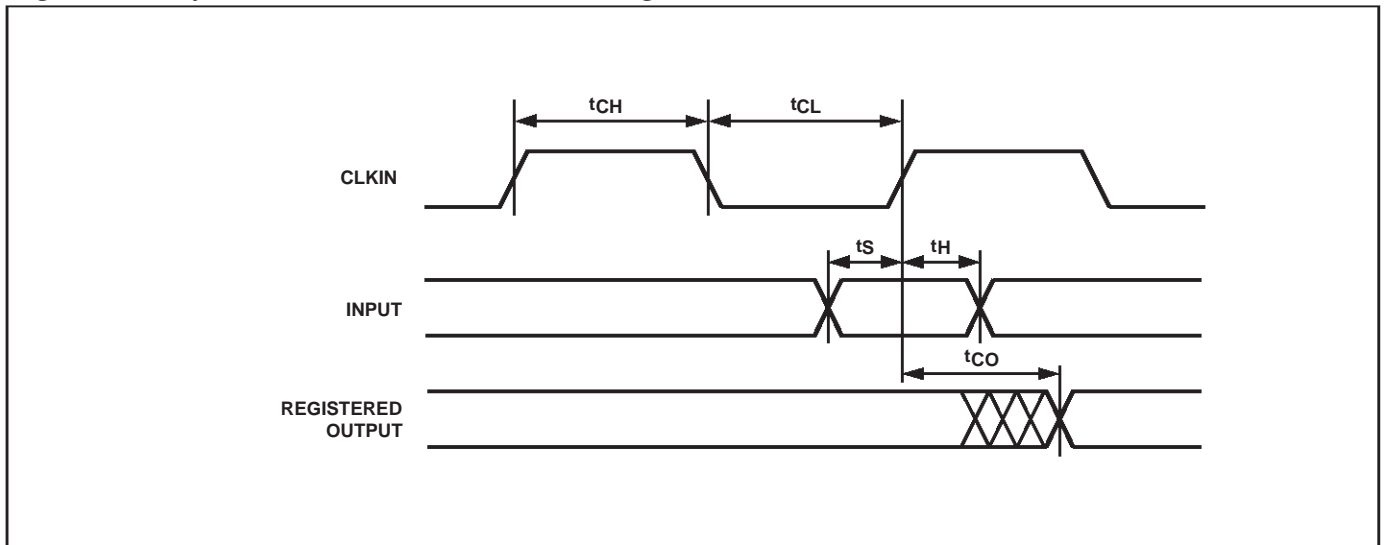 tCH
tCL
CLKIN
tS
tH
INPUT
tCO
REGISTERED
OUTPUT